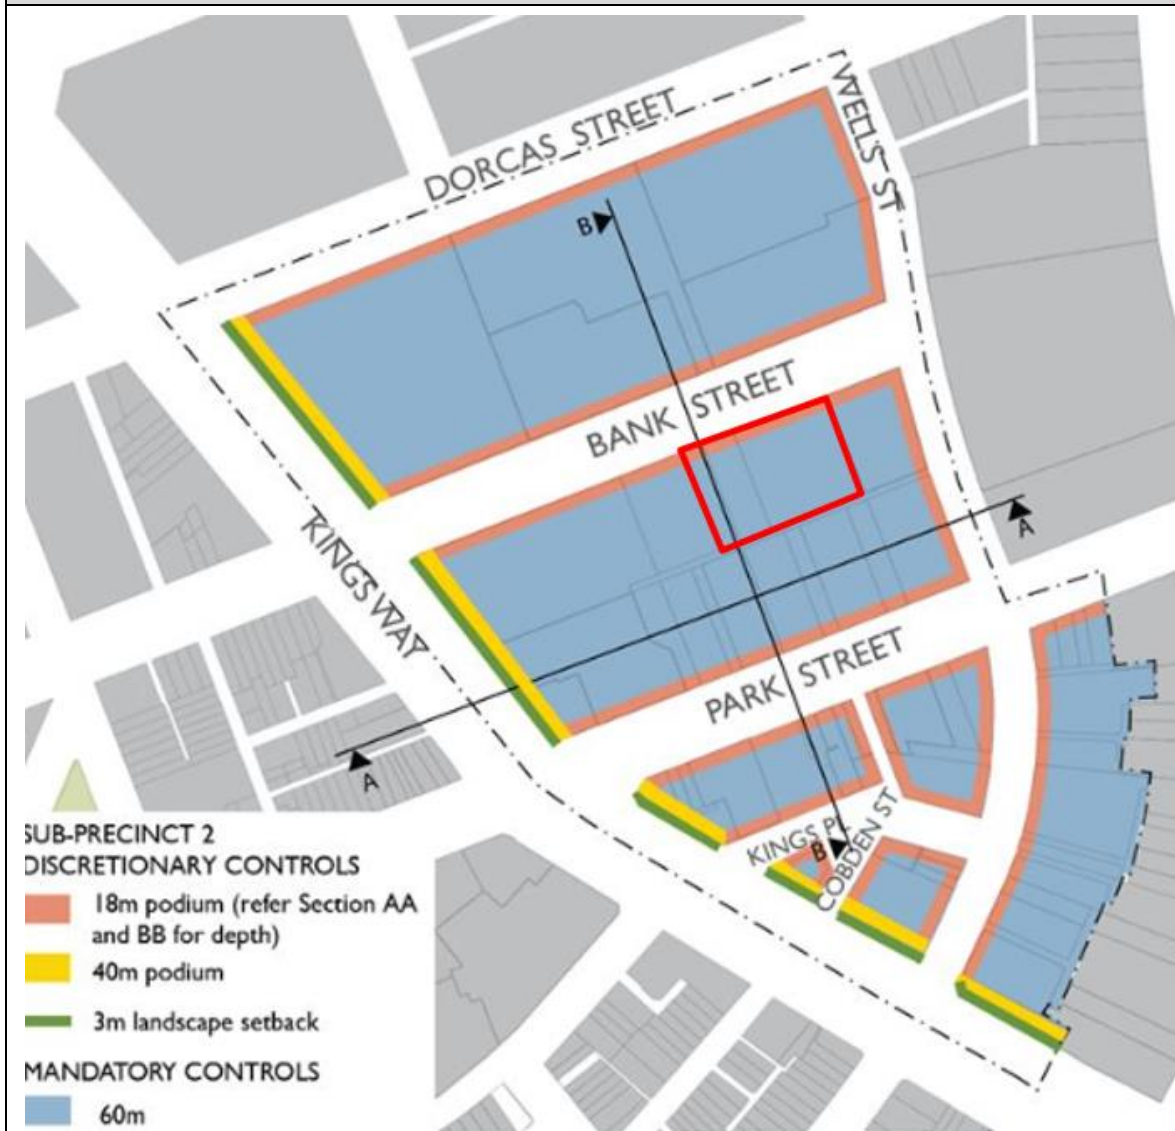 DORCAS STREET
WELLS ST
B
BANK STREET
KINGS WAY
A
PARK STREET
A
KINGS PL
B
COBDEN ST
SUB-PRECINCT 2
DISCRETIONARY CONTROLS
18m podium (refer Section AA
and BB for depth)
40m podium
3m landscape setback
MANDATORY CONTROLS
60m